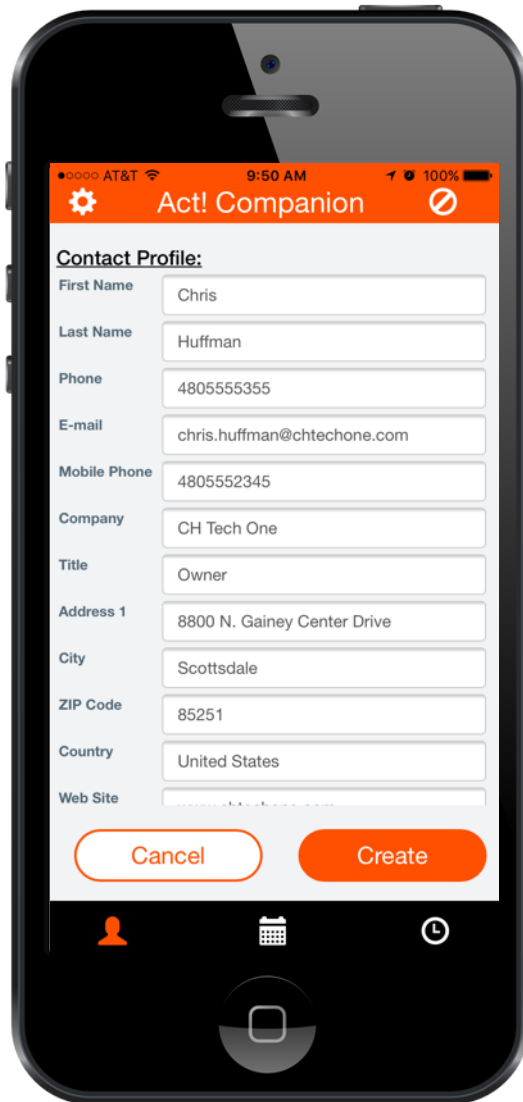 AT&T 9:50 AM 100%
Act! Companion
Contact Profile:
First Name Chris
Last Name Huffman
Phone 4805555355
E-mail chris.huffman@chtechone.com
Mobile Phone 4805552345
Company CH Tech One
Title Owner
Address 1 8800 N. Gainey Center Drive
City Scottsdale
ZIP Code 85251
Country United States
Web Site
Cancel Create